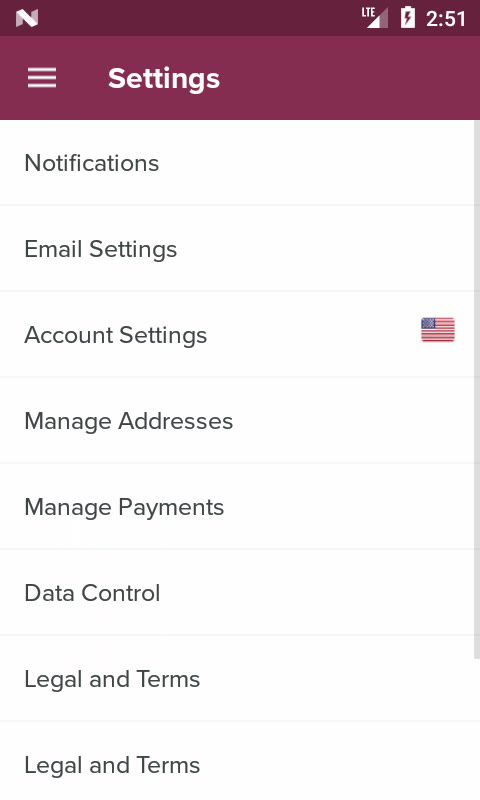 LTE 2:51
Settings
Notifications
Email Settings
Account Settings
Manage Addresses
Manage Payments
Data Control
Legal and Terms
Legal and Terms